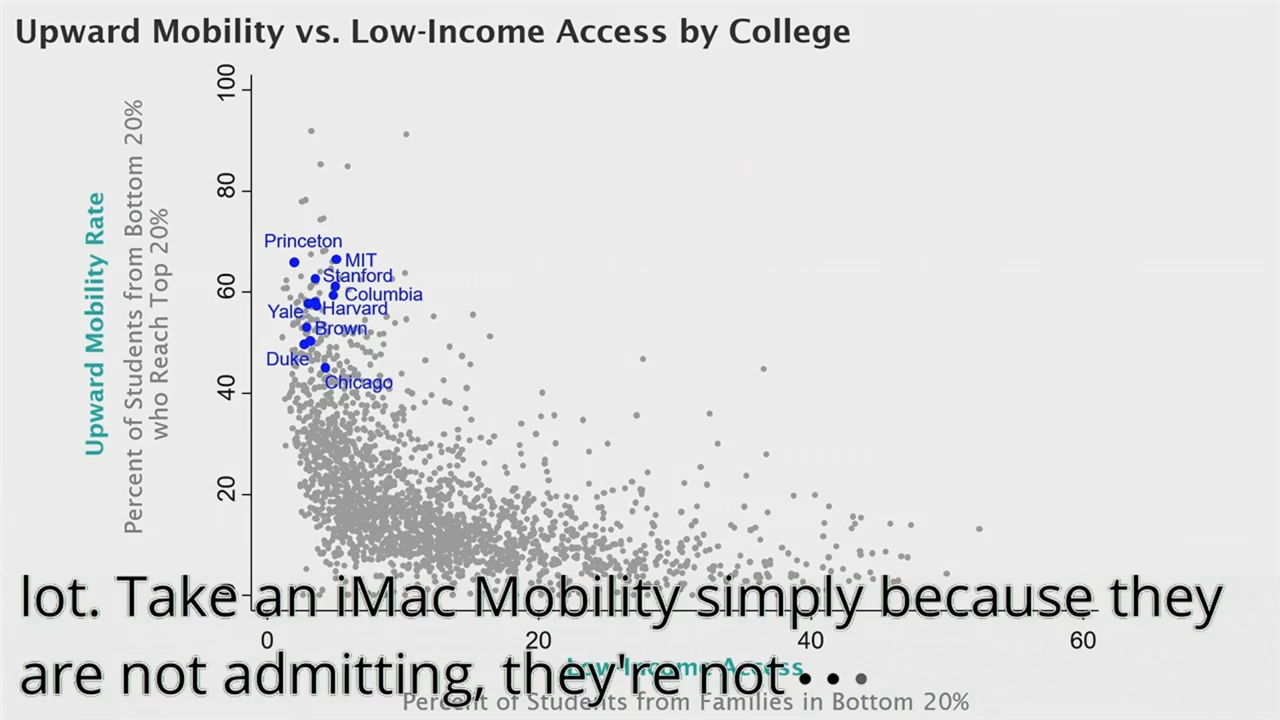 Upward Mobility vs. Low-Income Access by College
Upward Mobility Rate
Percent of Students from Bottom 20%
who Reach Top 20%
100
80
60
40
20
0
Princeton
MIT
Stanford
Columbia
Yale
Harvard
Brown
Duke
Chicago
0 20 40 60
Low-Income Access
Percent of Students from Families in Bottom 20%
lot. Take an iMac Mobility simply because they
are not admitting, they're not •••